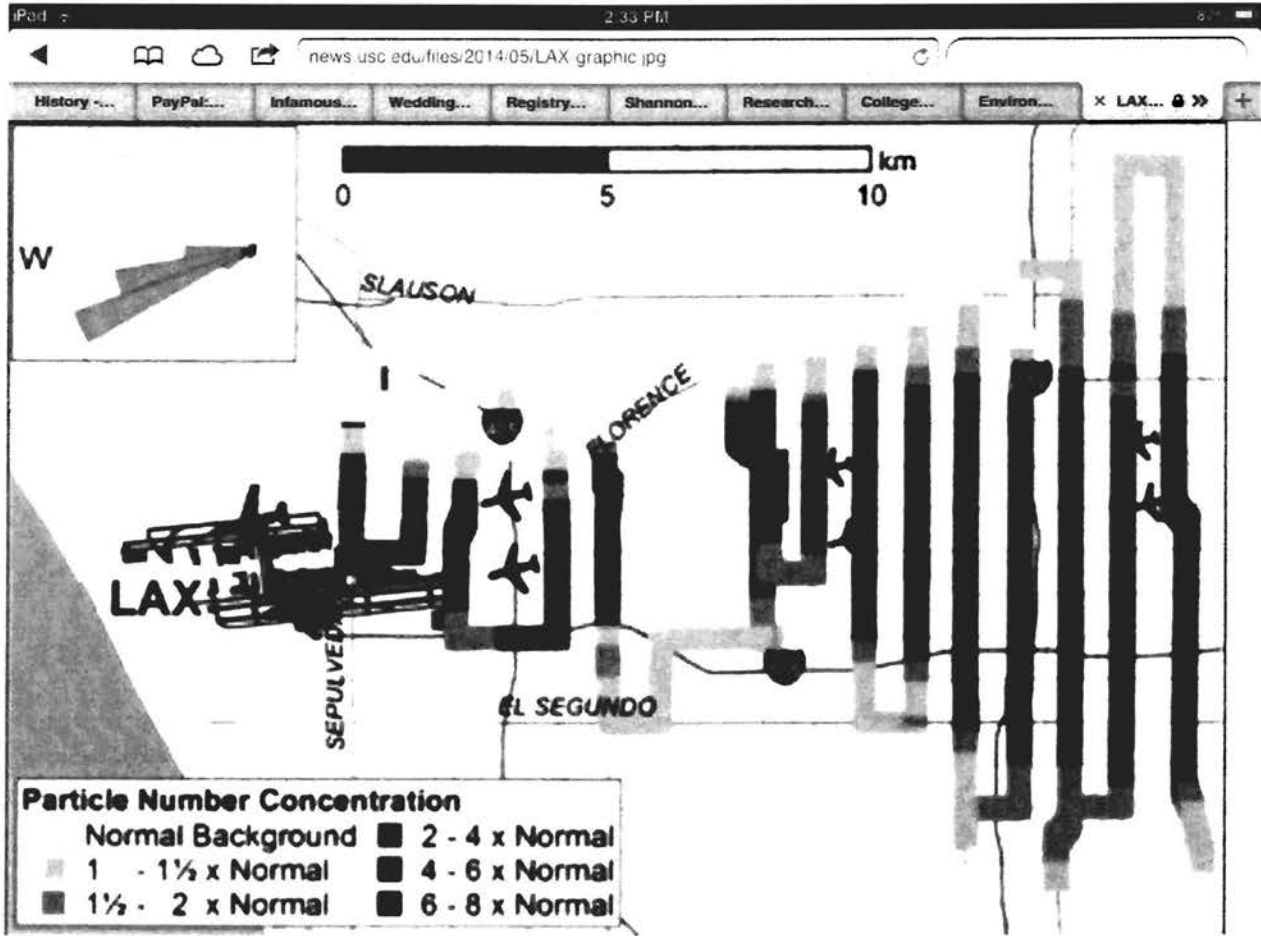 iPad
2:33 PM
news.usc.edu/files/2014/05/LAX-graphic.jpg
History -...
PayPal:...
Infamous...
Wedding...
Registry...
Shannon...
Research...
College...
Environ...
× LAX... »
+
km
0 5 10
W
SLAUSON
FLORENCE
LAX
SEPULVEDA
EL SEGUNDO
Particle Number Concentration
Normal Background
2 - 4 x Normal
1 - 1½ x Normal
4 - 6 x Normal
1½ - 2 x Normal
6 - 8 x Normal